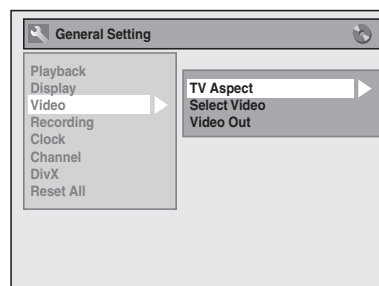 General Setting
Playback
Display
Video
Recording
Clock
Channel
DivX
Reset All
TV Aspect
Select Video
Video Out